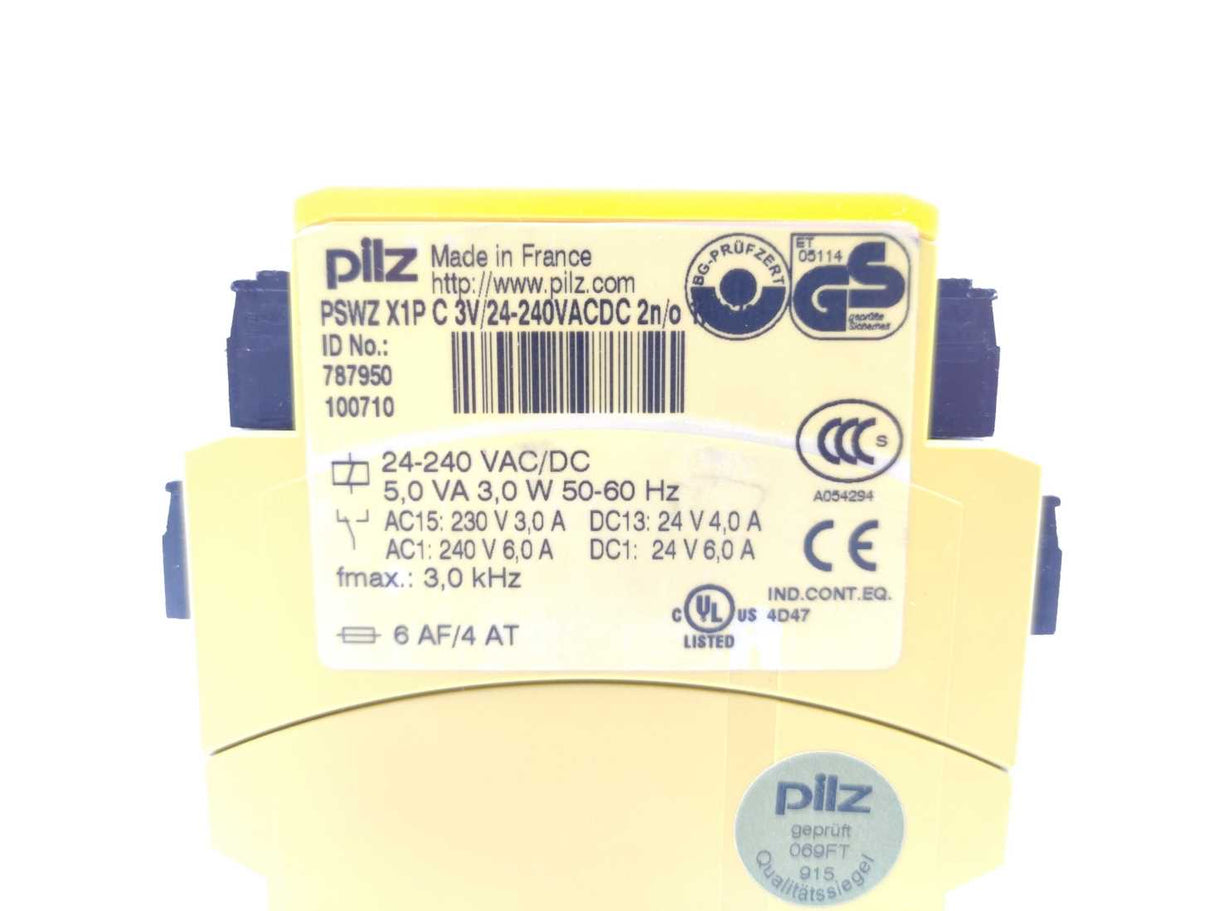 pilz Made in France
http://www.pilz.com
PSWZ X1P C 3V/24-240VACDC 2n/o
ID No.:
787950
100710
BG-PRÜFZERT
ET
05114
GS
geprüfte
Sicherheit
CCC S
A054294
24-240 VAC/DC
5,0 VA 3,0 W 50-60 Hz
AC15: 230 V 3,0 A DC13: 24 V 4,0 A
AC1: 240 V 6,0 A DC1: 24 V 6,0 A
fmax.: 3,0 kHz
6 AF/4 AT
CE
C UL US
LISTED
IND.CONT.EQ.
4D47
pilz
geprüft
069FT
915
Qualitätssiegel